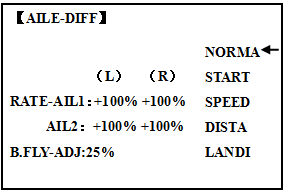 【AILE-DIFF】
NORMA←
（L） （R） START
RATE-AIL1：+100% +100% SPEED
AIL2：+100% +100% DISTA
B.FLY-ADJ:25% LANDI